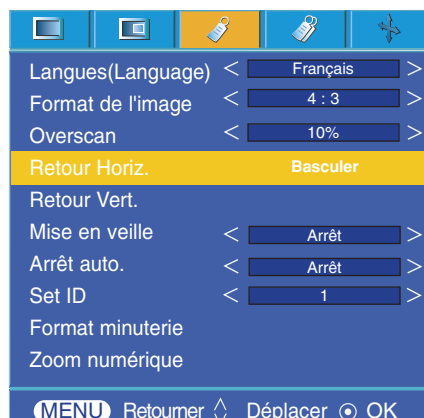 Langues(Language) < Français >
Format de l'image < 4 : 3 >
Overscan < 10% >
Retour Horiz. Basculer
Retour Vert.
Mise en veille < Arrêt >
Arrêt auto. < Arrêt >
Set ID < 1 >
Format minuterie
Zoom numérique
MENU Retourner Déplacer OK